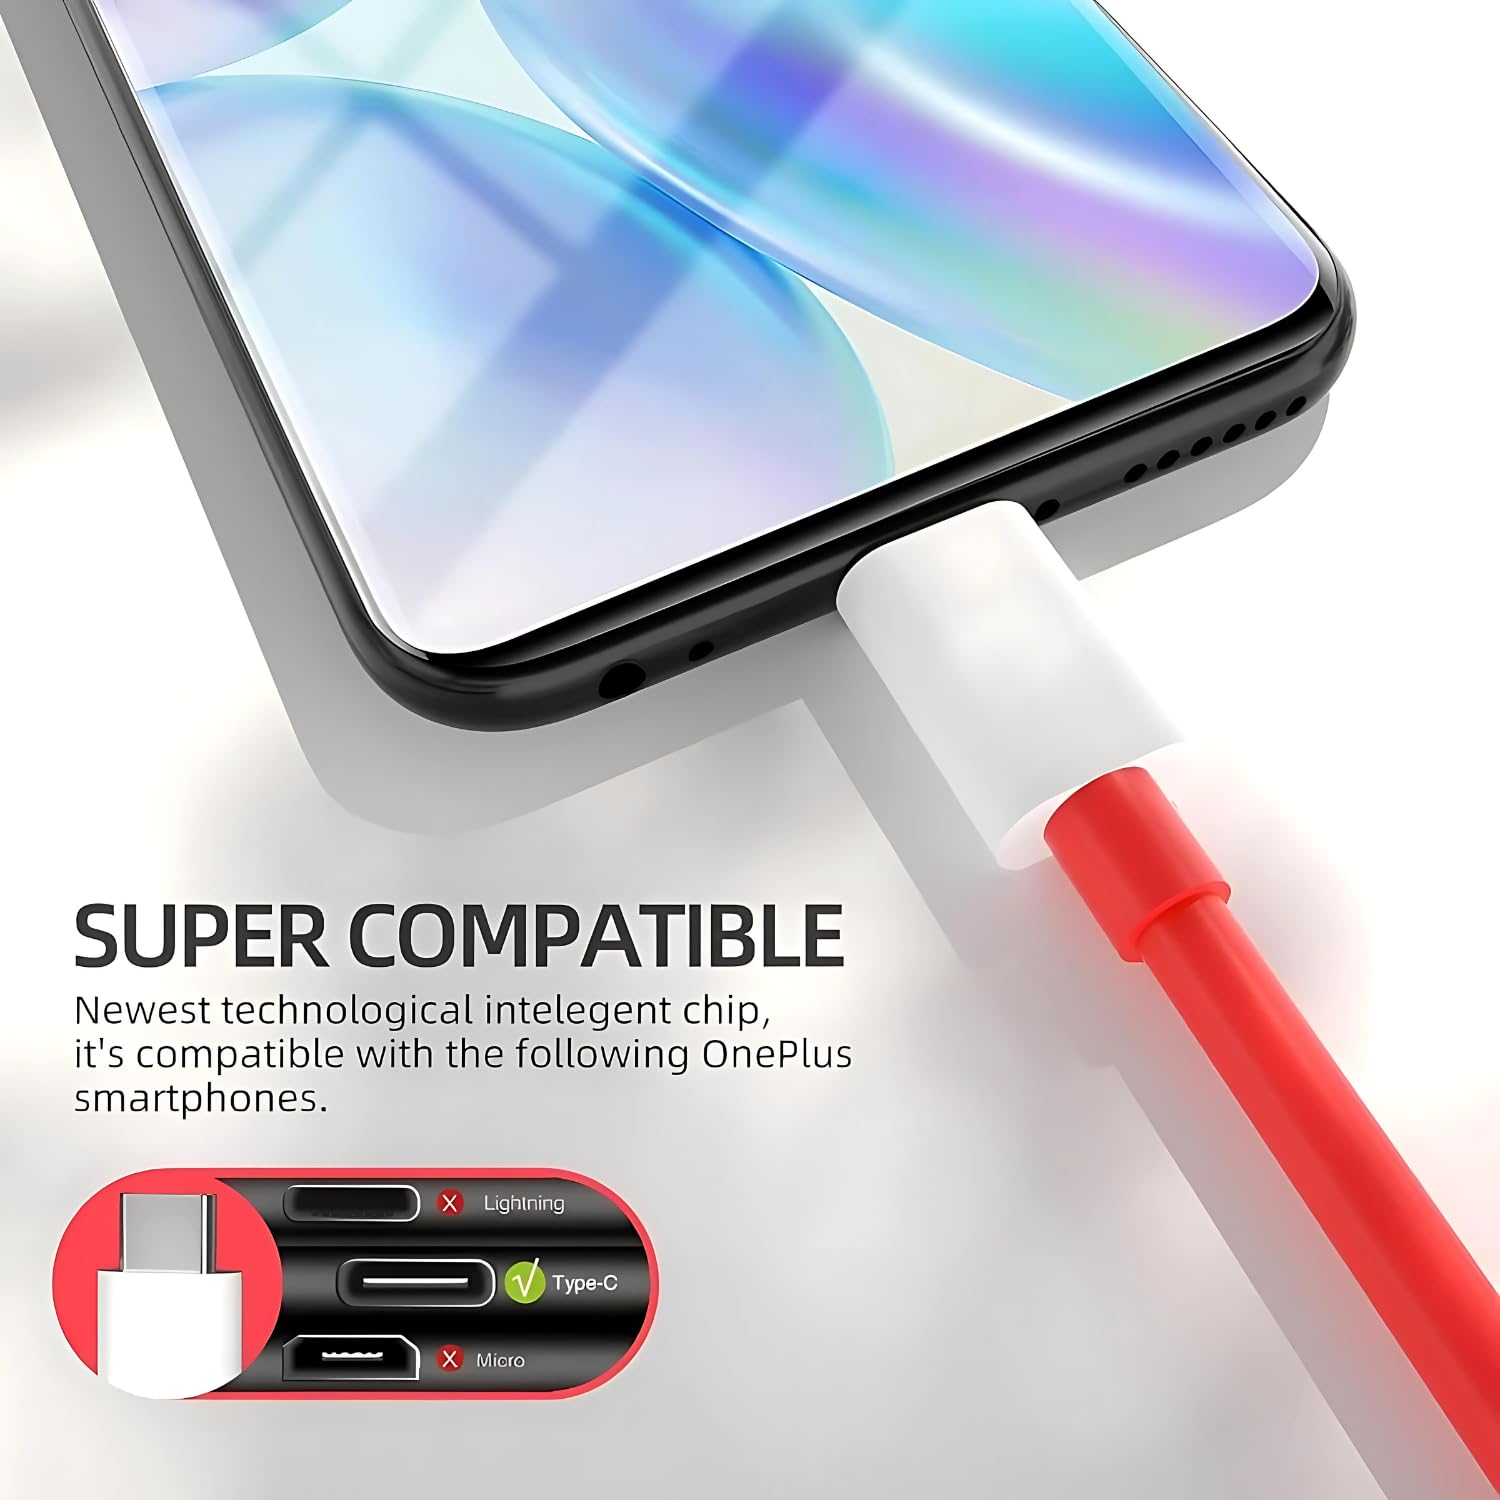 SUPER COMPATIBLE
Newest technological intelegent chip,
it's compatible with the following OnePlus
smartphones.
X Lightning
√ Type-C
X Micro